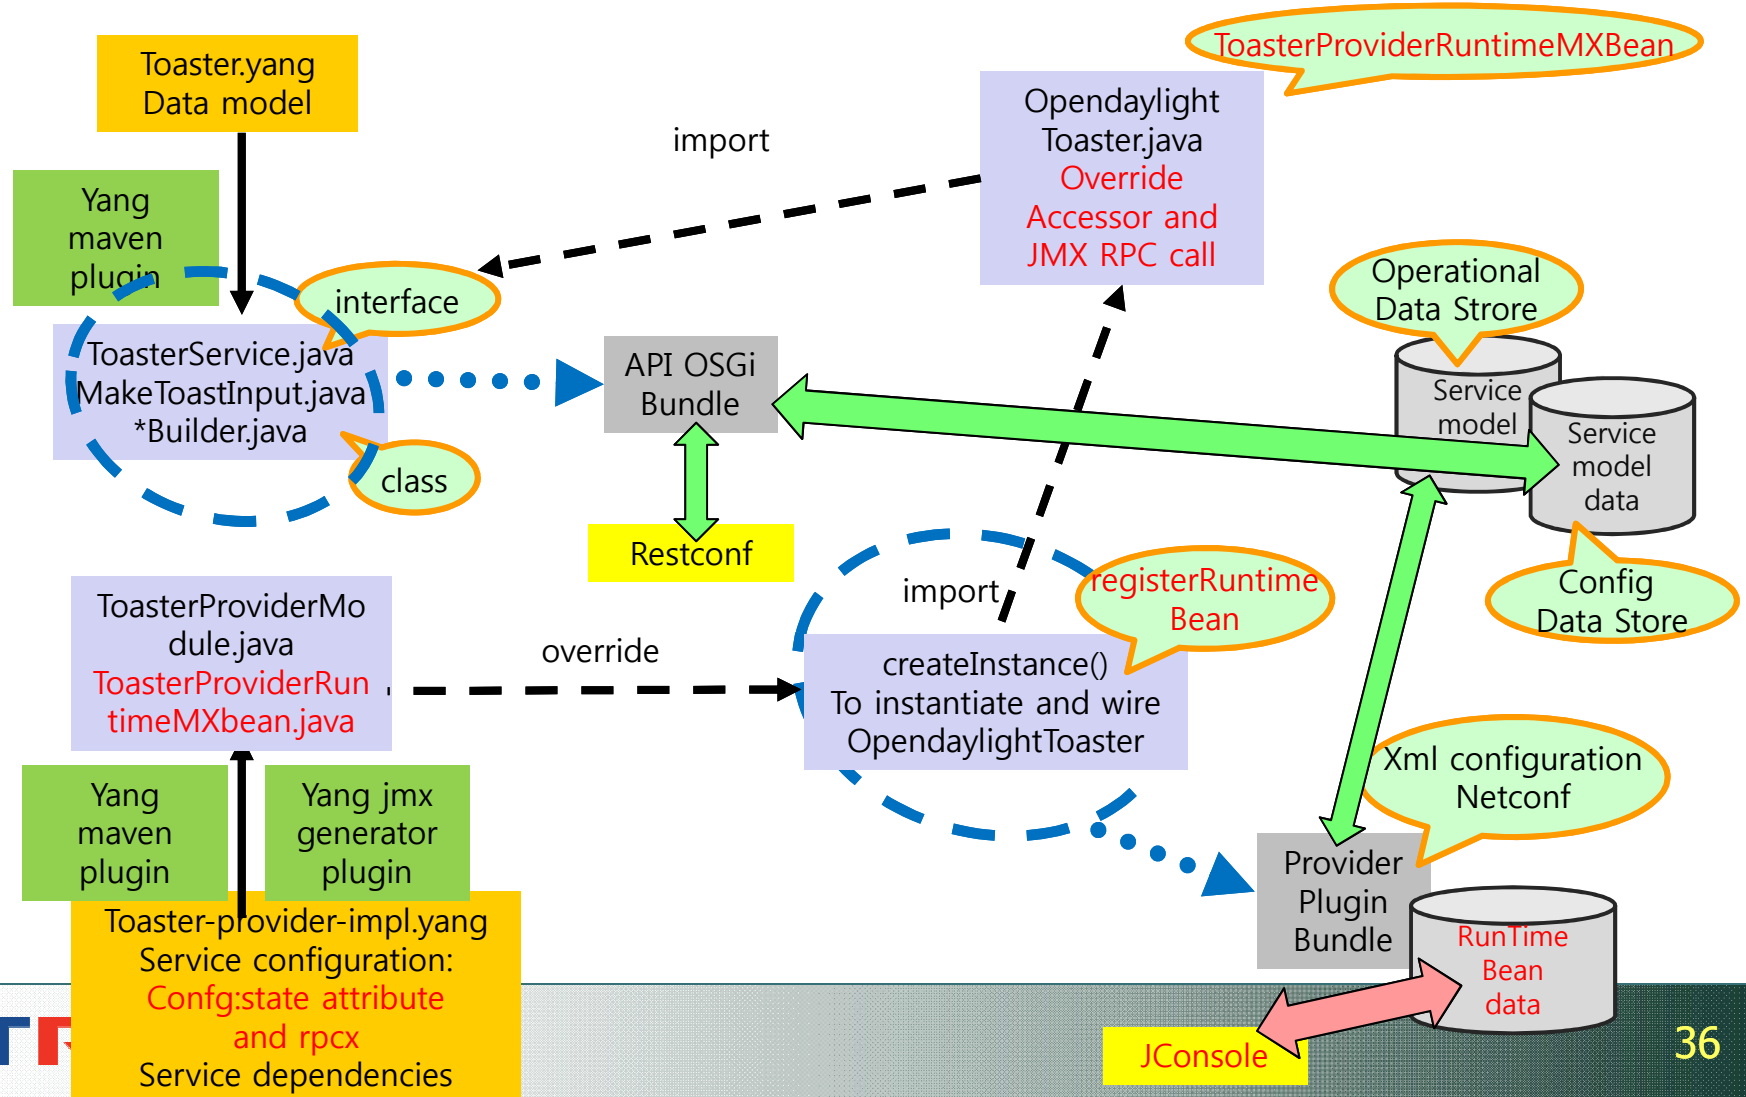 ToasterProviderRuntimeMXBean
Toaster.yang
Data model
Opendaylight
Toaster.java
Override
Accessor and
JMX RPC call
import
Yang
maven
plugin
interface
Operational
Data Strore
ToasterService.java
MakeToastInput.java
*Builder.java
API OSGi
Bundle
Service
model
Service
model
data
class
Restconf
import
registerRuntime
Bean
Config
Data Store
ToasterProviderMo
dule.java
ToasterProviderRun
timeMXbean.java
override
createInstance()
To instantiate and wire
OpendaylightToaster
Xml configuration
Netconf
Yang
maven
plugin
Yang jmx
generator
plugin
Provider
Plugin
Bundle
Toaster-provider-impl.yang
Service configuration:
Confg:state attribute
and rpcx
Service dependencies
RunTime
Bean
data
JConsole
36